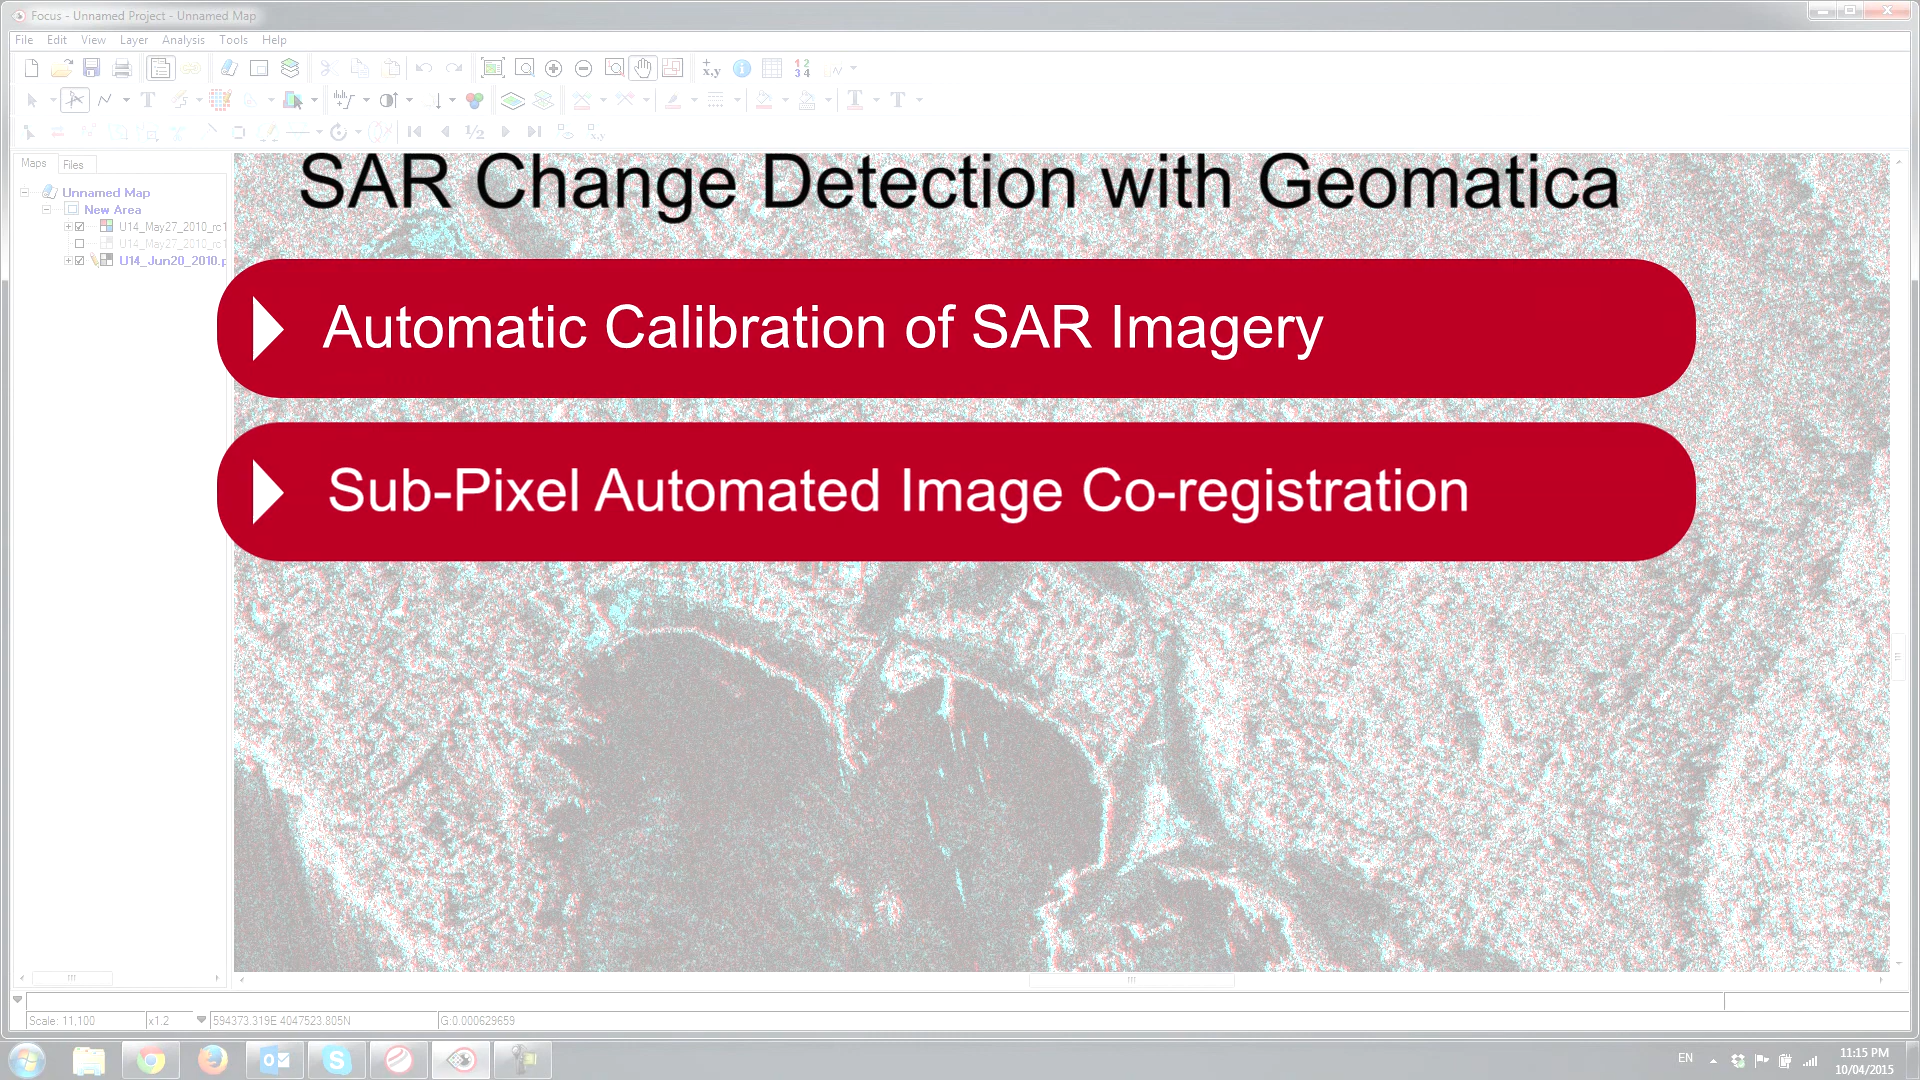 Focus - Unnamed Project - Unnamed Map
File Edit View Layer Analysis Tools Help
Maps Files
SAR Change Detection with Geomatica
Unnamed Map
New Area
U14_May27_2010_rc1
U14_May27_2010_rc1
U14_Jun20_2010.p
Automatic Calibration of SAR Imagery
Sub-Pixel Automated Image Co-registration
Scale: 11,100 x1.2 594373.319E 4047523.805N G:0.000629659
EN 11:15 PM
10/04/2015